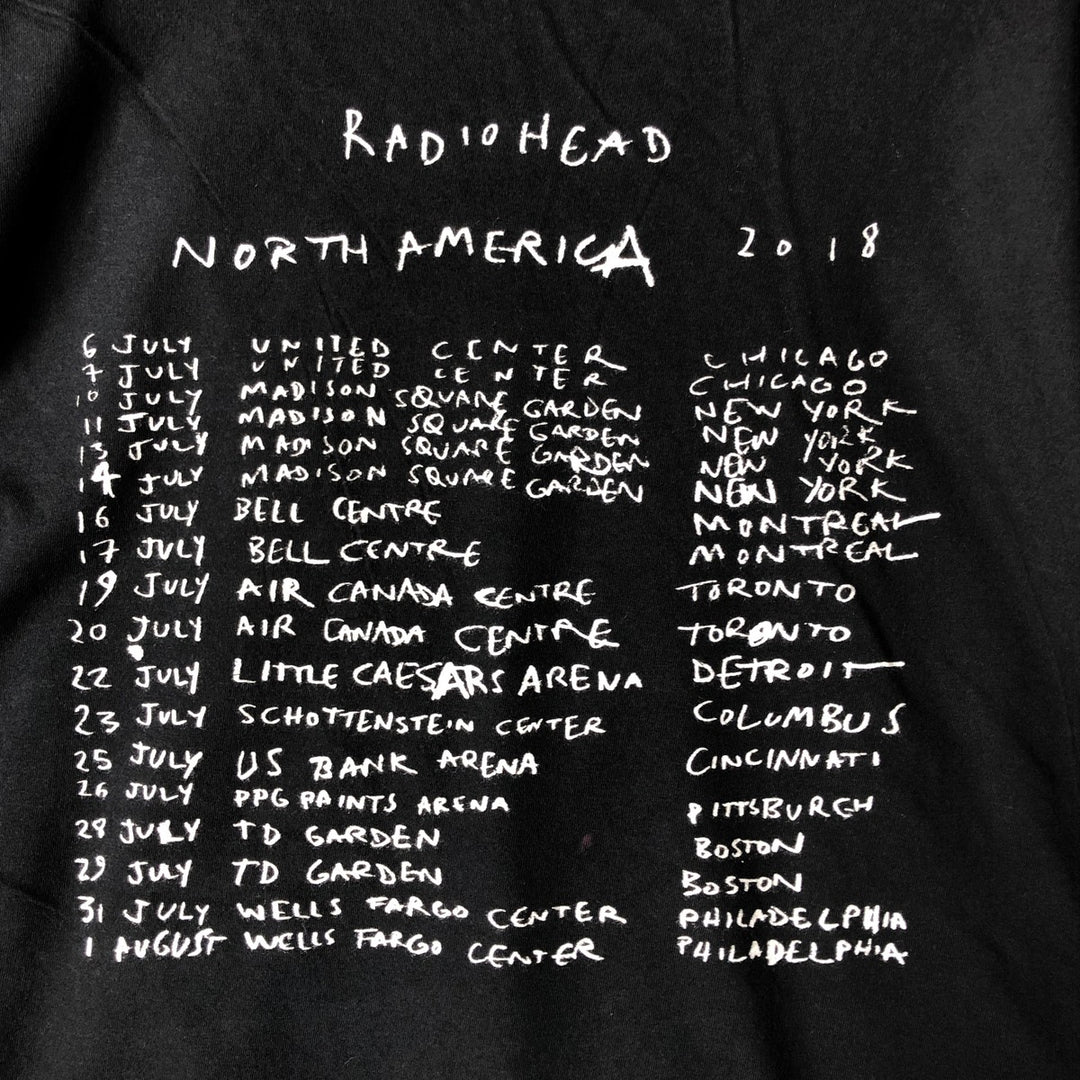 RADIOHEAD
NORTH AMERICA 2018
6 JULY UNITED CENTER CHICAGO
7 JULY UNITED CENTER CHICAGO
10 JULY MADISON SQUARE GARDEN NEW YORK
11 JULY MADISON SQUARE GARDEN NEW YORK
13 JULY MADISON SQUARE GARDEN NEW YORK
14 JULY MADISON SQUARE GARDEN NEW YORK
16 JULY BELL CENTRE MONTREAL
17 JULY BELL CENTRE MONTREAL
19 JULY AIR CANADA CENTRE TORONTO
20 JULY AIR CANADA CENTRE TORONTO
22 JULY LITTLE CAESARS ARENA DETROIT
23 JULY SCHOTTENSTEIN CENTER COLUMBUS
25 JULY US BANK ARENA CINCINNATI
26 JULY PPG PAINTS ARENA PITTSBURGH
28 JULY TD GARDEN BOSTON
29 JULY TD GARDEN BOSTON
31 JULY WELLS FARGO CENTER PHILADELPHIA
1 AUGUST WELLS FARGO CENTER PHILADELPHIA